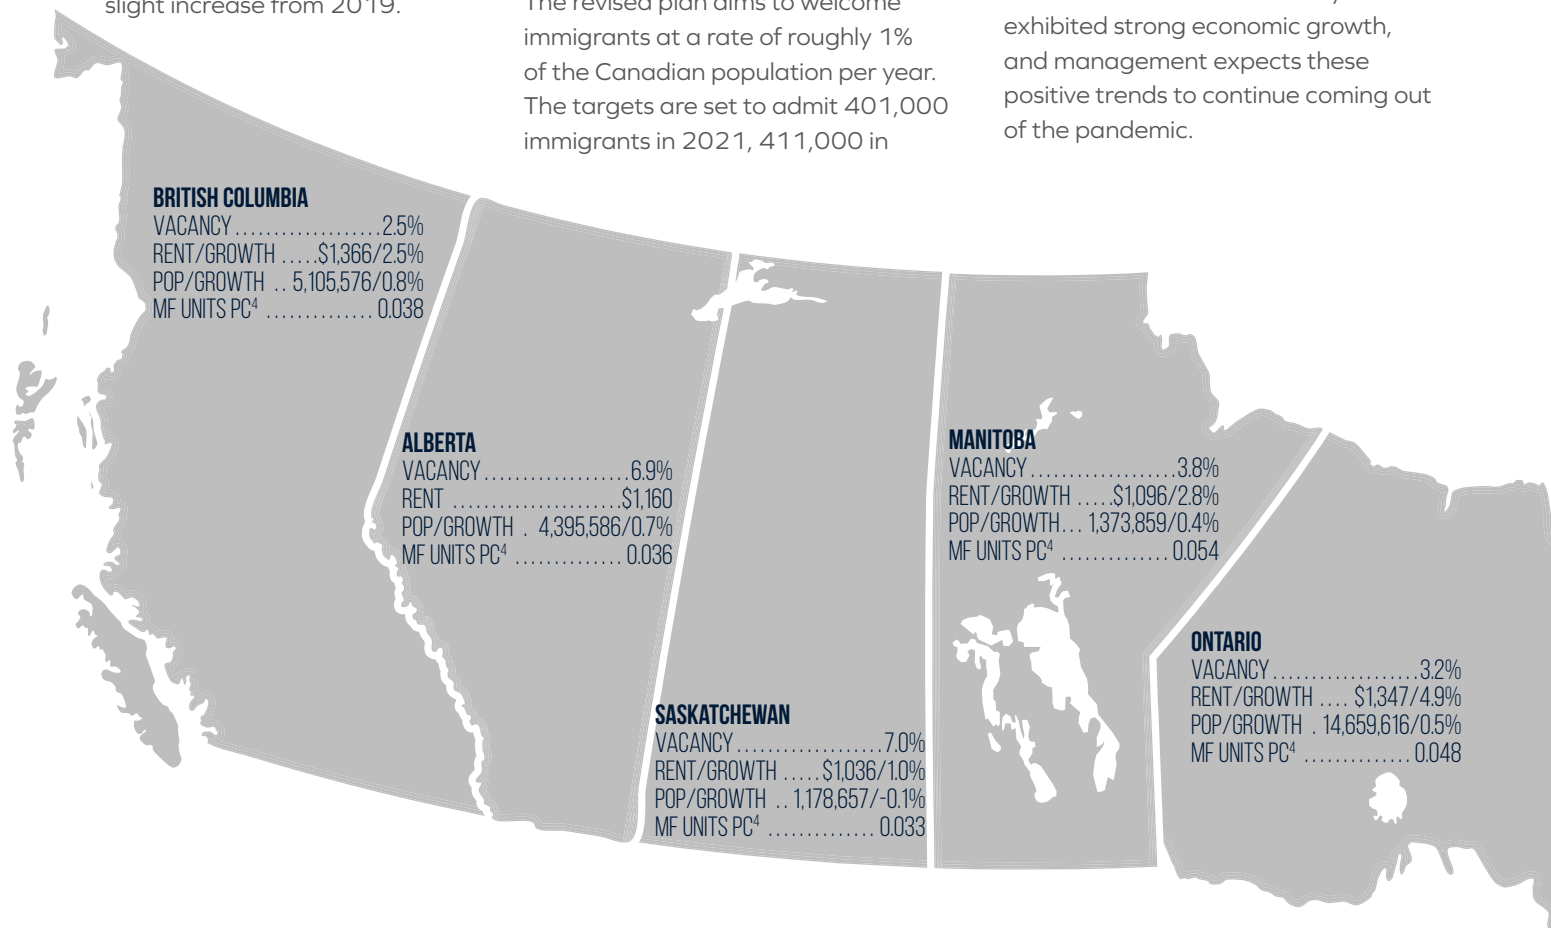 slight increase from 2019.
The revised plan aims to welcome
immigrants at a rate of roughly 1%
of the Canadian population per year.
The targets are set to admit 401,000
immigrants in 2021, 411,000 in
exhibited strong economic growth,
and management expects these
positive trends to continue coming out
of the pandemic.
BRITISH COLUMBIA
VACANCY...................2.5%
RENT/GROWTH .....$1,366/2.5%
POP/GROWTH .. 5,105,576/0.8%
MF UNITS PC⁴ .............. 0.038
ALBERTA
VACANCY...................6.9%
RENT ......................$1,160
POP/GROWTH . 4,395,586/0.7%
MF UNITS PC⁴ .............. 0.036
SASKATCHEWAN
VACANCY...................7.0%
RENT/GROWTH .....$1,036/1.0%
POP/GROWTH .. 1,178,657/-0.1%
MF UNITS PC⁴ .............. 0.033
MANITOBA
VACANCY...................3.8%
RENT/GROWTH .....$1,096/2.8%
POP/GROWTH... 1,373,859/0.4%
MF UNITS PC⁴ .............. 0.054
ONTARIO
VACANCY...................3.2%
RENT/GROWTH .... $1,347/4.9%
POP/GROWTH . 14,659,616/0.5%
MF UNITS PC⁴ .............. 0.048